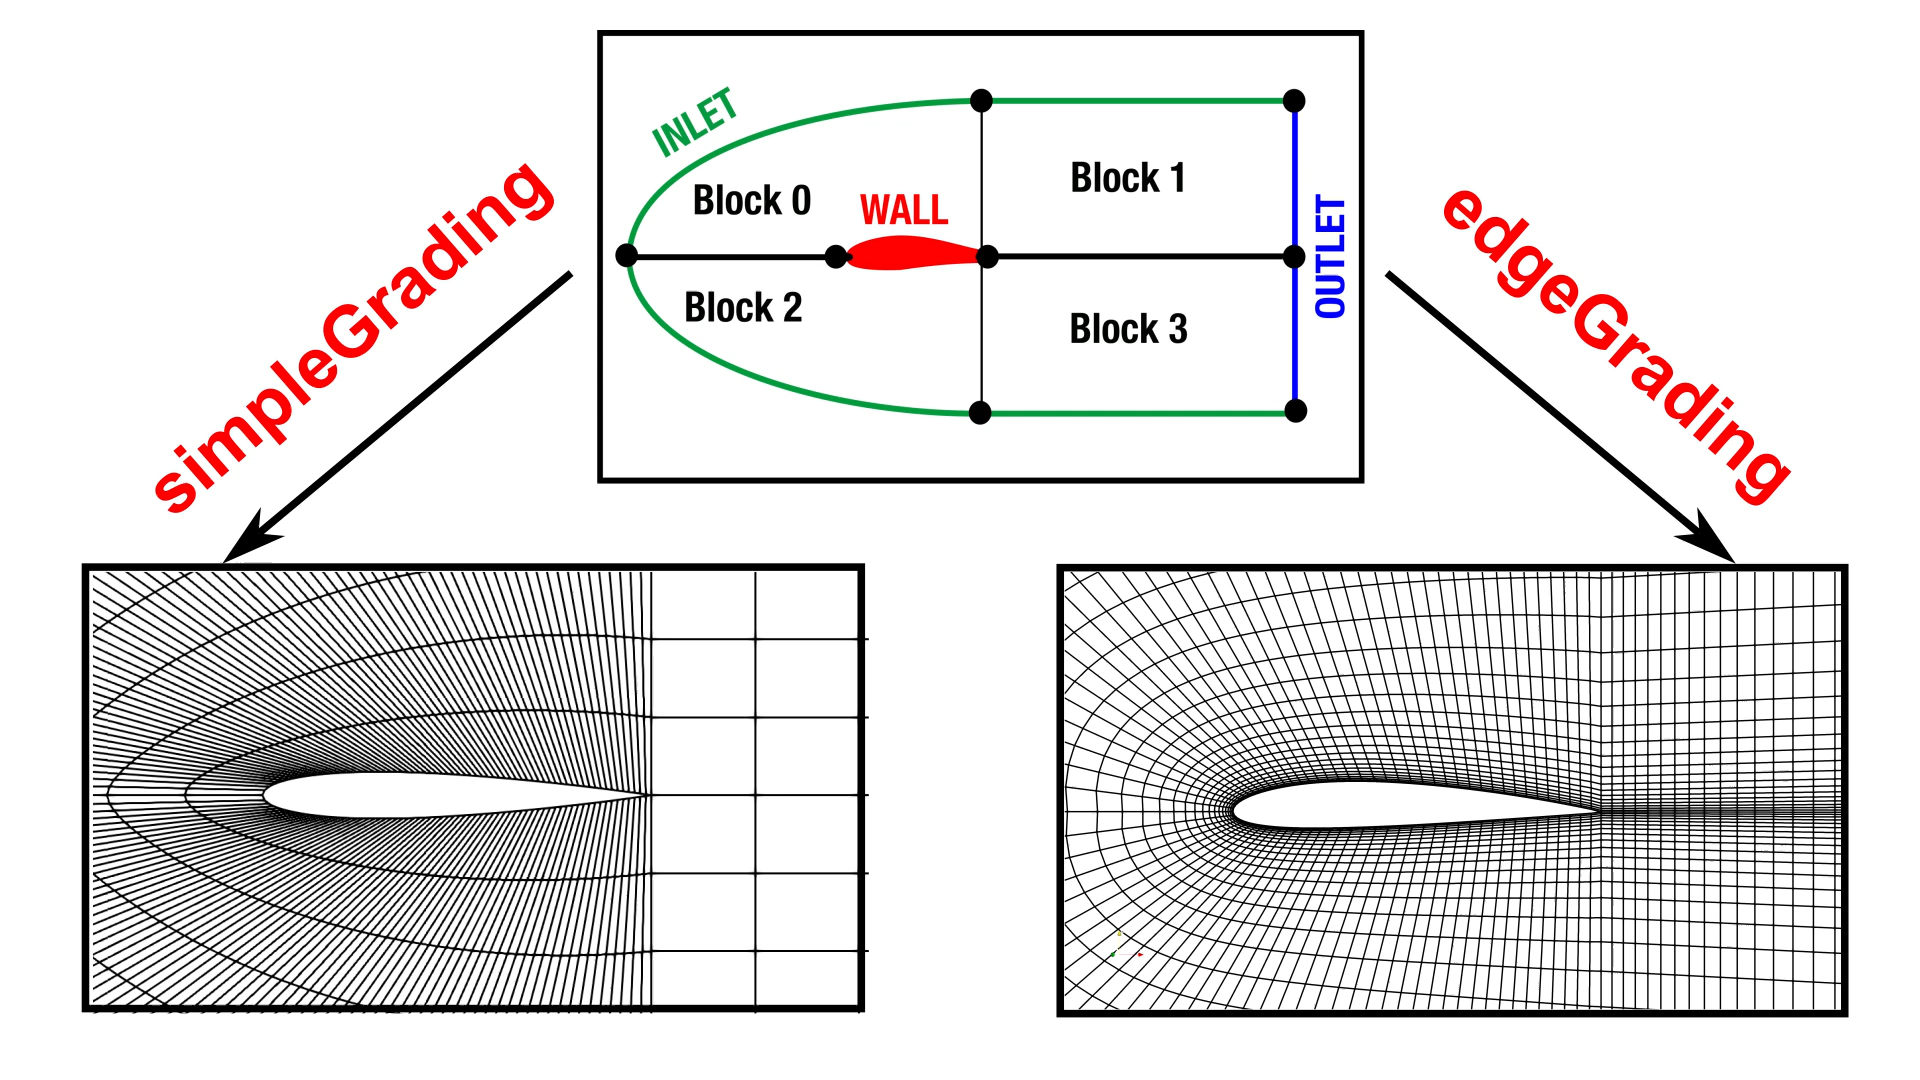 INLET
Block 0
WALL
Block 1
Block 2
Block 3
OUTLET
simpleGrading
edgeGrading